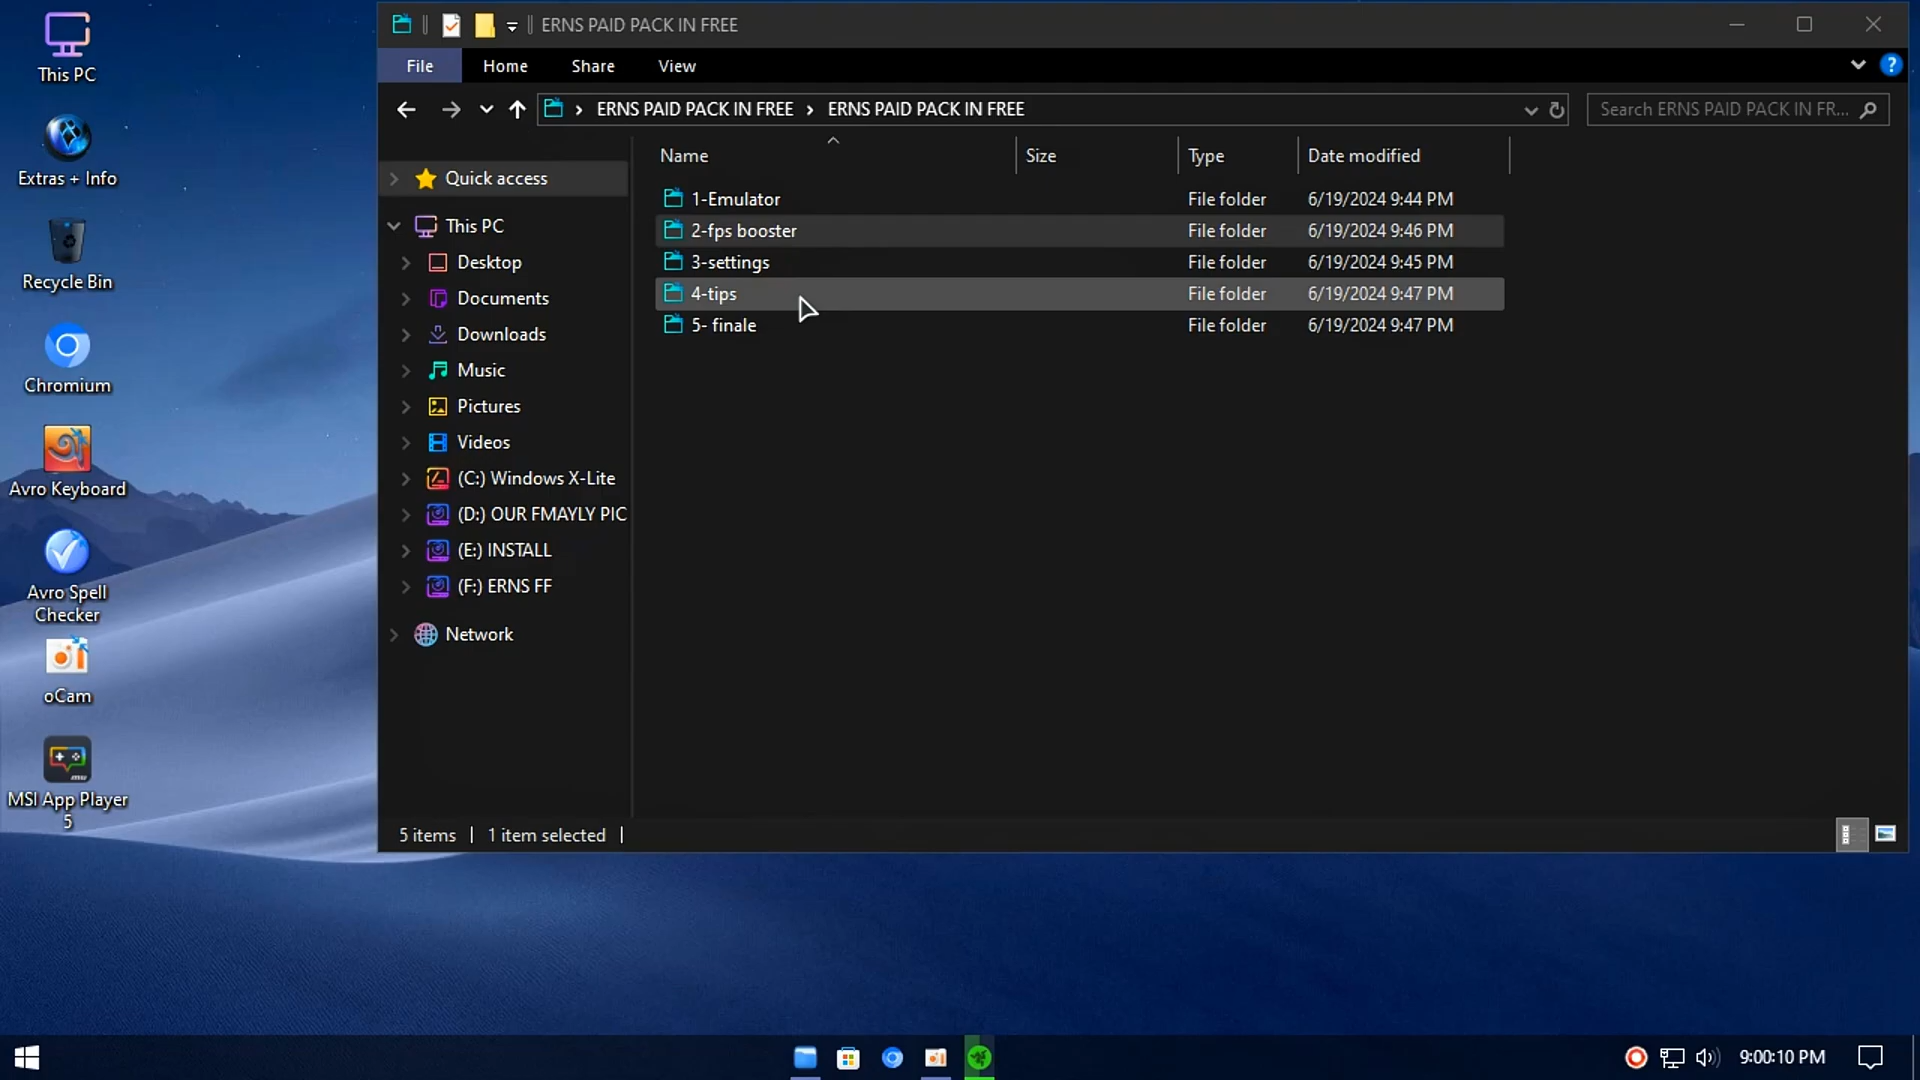 This PC
Extras + Info
Recycle Bin
Chromium
Avro Keyboard
Avro Spell
Checker
oCam
MSI App Player
5
msi
ERNS PAID PACK IN FREE
File Home Share View
?
ERNS PAID PACK IN FREE ERNS PAID PACK IN FREE
Search ERNS PAID PACK IN FR...
Quick access
This PC
Desktop
Documents
Downloads
Music
Pictures
Videos
(C:) Windows X-Lite
(D:) OUR FMAYLY PIC
(E:) INSTALL
(F:) ERNS FF
Network
Name Size Type Date modified
1-Emulator File folder 6/19/2024 9:44 PM
2-fps booster File folder 6/19/2024 9:46 PM
3-settings File folder 6/19/2024 9:45 PM
4-tips File folder 6/19/2024 9:47 PM
5- finale File folder 6/19/2024 9:47 PM
5 items 1 item selected
9:00:10 PM